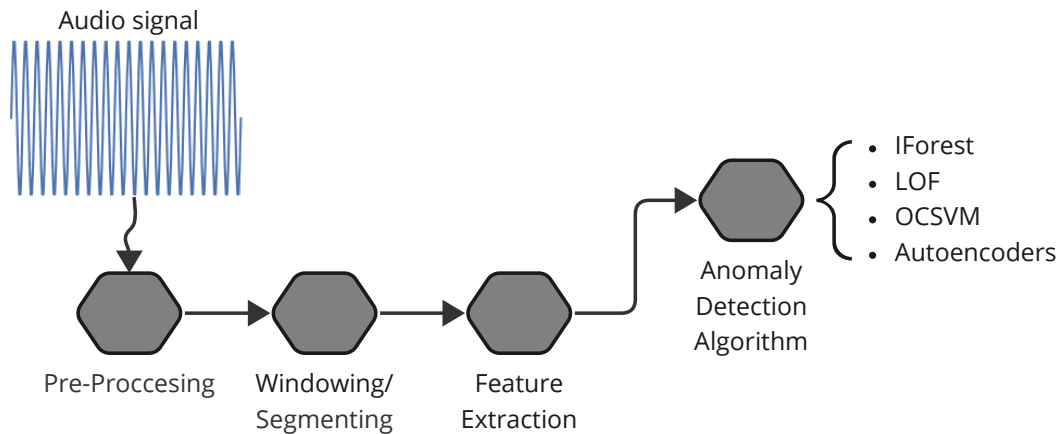 Audio signal
Pre-Proccesing
Windowing/
Segmenting
Feature
Extraction
Anomaly
Detection
Algorithm
• IForest
• LOF
• OCSVM
• Autoencoders